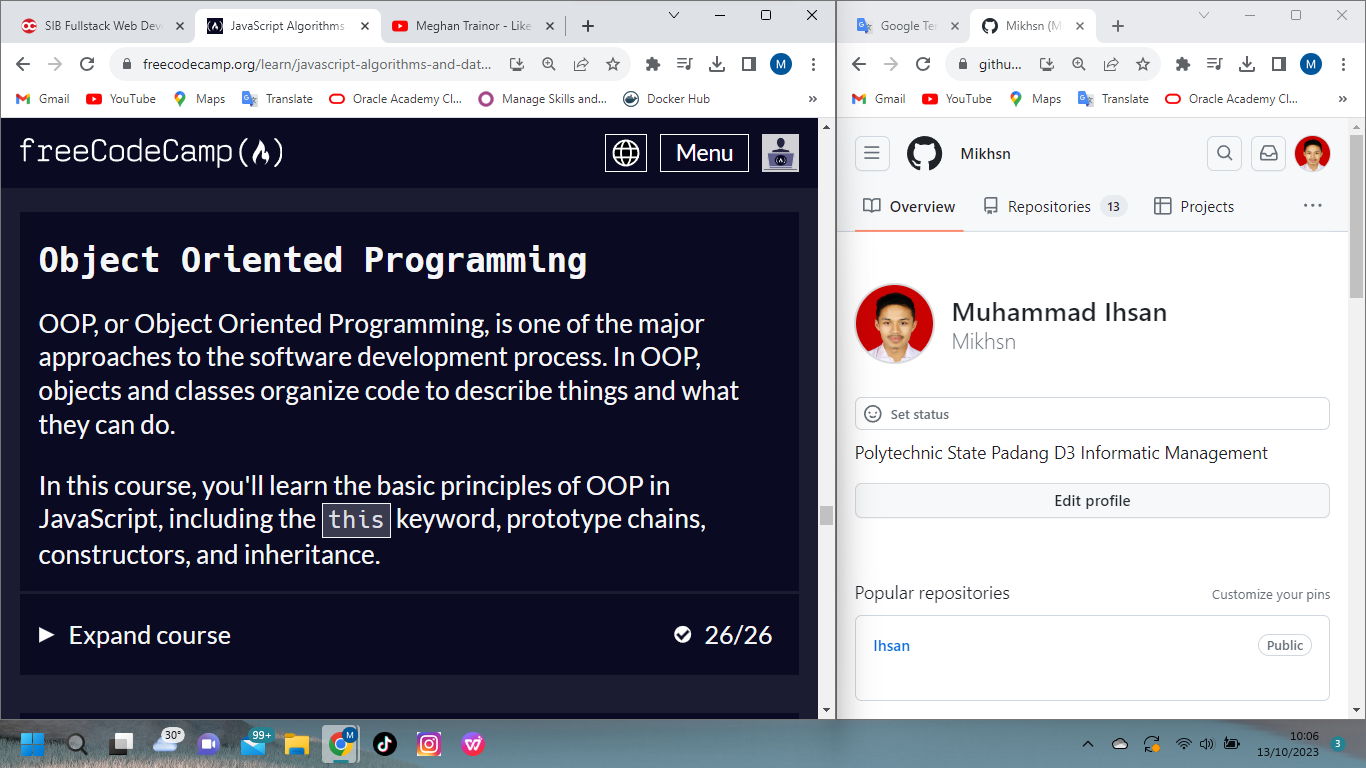 SIB Fullstack Web Deve
JavaScript Algorithms
Meghan Trainor - Like
freecodecamp.org/learn/javascript-algorithms-and-dat...
M
Gmail
YouTube
Maps
Translate
Oracle Academy Cl...
Manage Skills and...
Docker Hub
»
freeCodeCamp
Menu
Object Oriented Programming
OOP, or Object Oriented Programming, is one of the major
approaches to the software development process. In OOP,
objects and classes organize code to describe things and what
they can do.
In this course, you'll learn the basic principles of OOP in
JavaScript, including the this keyword, prototype chains,
constructors, and inheritance.
Expand course
26/26
Google Ter
Mikhsn (M
githu...
M
Gmail
YouTube
Maps
Translate
Oracle Academy Cl...
»
Mikhsn
Overview
Repositories 13
Projects
...
Muhammad Ihsan
Mikhsn
Set status
Polytechnic State Padang D3 Informatic Management
Edit profile
Popular repositories
Customize your pins
Ihsan
Public
30°
99+
M
10:06
13/10/2023
3